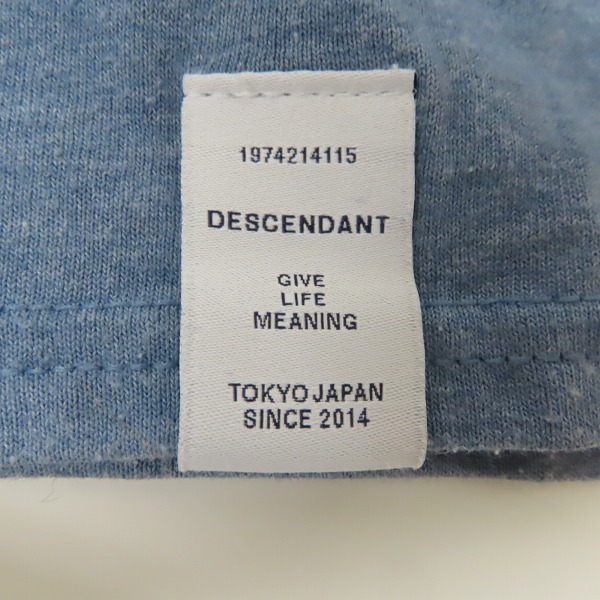 1974214115
DESCENDANT
GIVE
LIFE
MEANING
TOKYO JAPAN
SINCE 2014